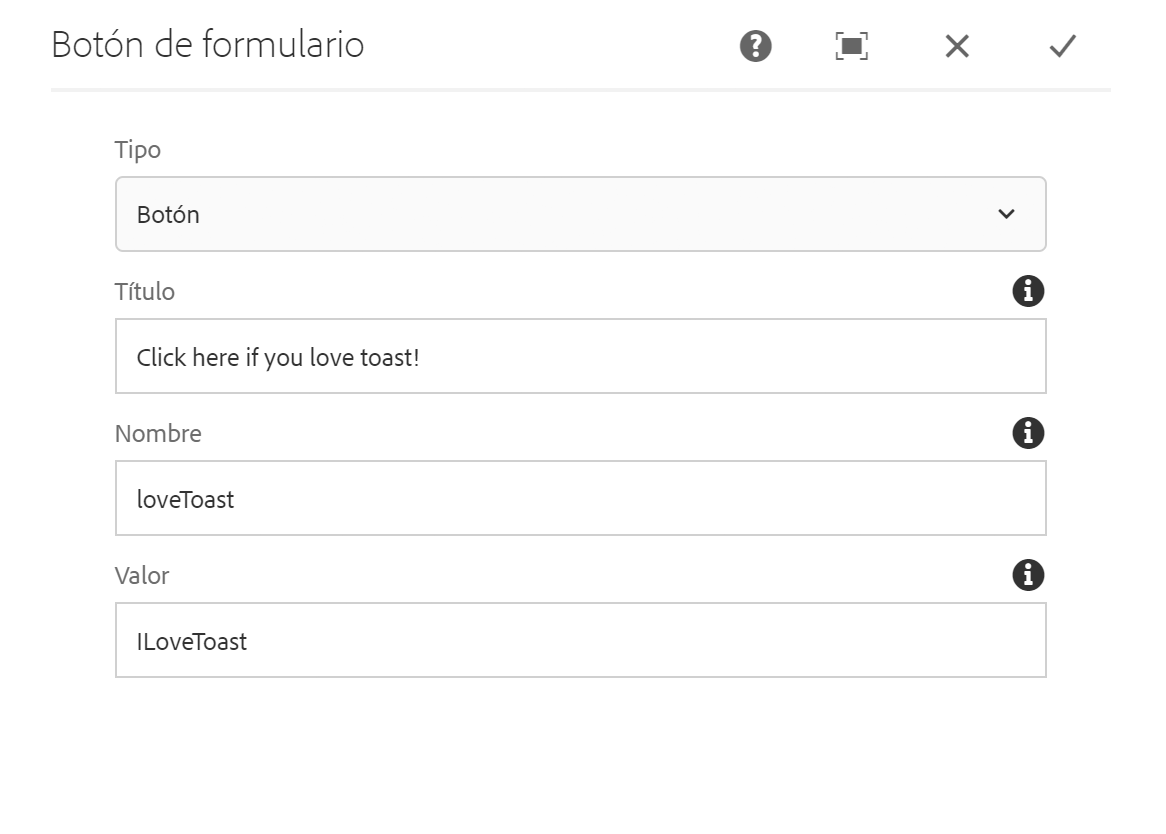 Botón de formulario
Tipo
Botón
Título
Click here if you love toast!
Nombre
loveToast
Valor
ILoveToast